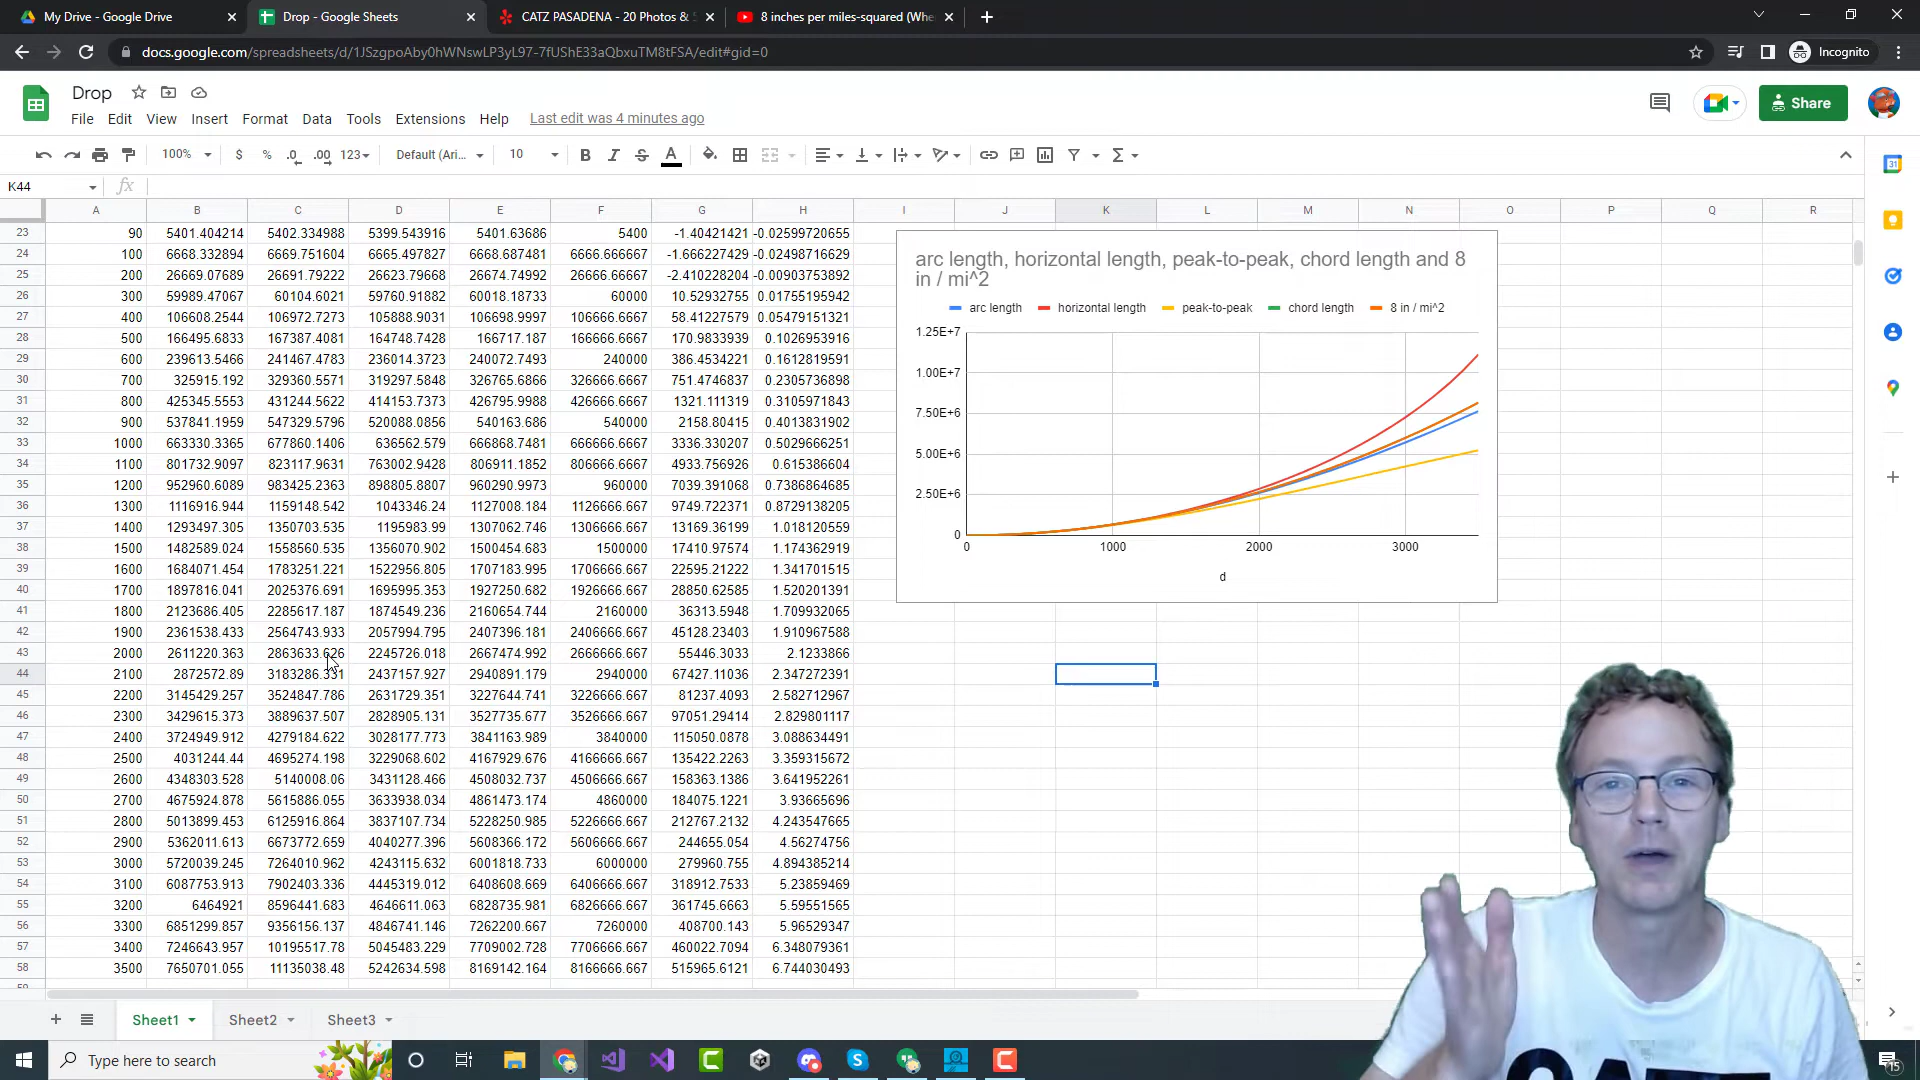 My Drive - Google Drive
Drop - Google Sheets
CATZ PASADENA - 20 Photos &
8 inches per miles-squared (Whe
docs.google.com/spreadsheets/d/1JSzgpoAby0hWNswLP3yL97-7fUShE33aQbxuTM8tFSA/edit#gid=0
Incognito
Drop
Share
File Edit View Insert Format Data Tools Extensions Help Last edit was 4 minutes ago
100% $ % .0 .00 123 Default (Ari... 10 B I S A
K44 fx
A B C D E F G H I J K L M N O P Q R
23 90 5401.404214 5402.334988 5399.543916 5401.63686 5400 -1.40421421 -0.02599720655
24 100 6668.332894 6669.751604 6665.497827 6668.687481 6666.666667 -1.666227429 -0.02498716629
25 200 26669.07689 26691.79222 26623.79668 26674.74992 26666.66667 -2.410228204 -0.00903753892
26 300 59989.47067 60104.6021 59760.91882 60018.18733 60000 10.52932755 0.01755195942
27 400 106608.2544 106972.7273 105888.9031 106698.9997 106666.6667 58.41227579 0.05479151321
28 500 166495.6833 167387.4081 164748.7428 166717.187 166666.6667 170.9833939 0.1026953916
29 600 239613.5466 241467.4783 236014.3723 240072.7493 240000 386.4534221 0.1612819591
30 700 325915.192 329360.5571 319297.5848 326765.6866 326666.6667 751.4746837 0.2305736898
31 800 425345.5553 431244.5622 414153.7373 426795.9988 426666.6667 1321.111319 0.3105971843
32 900 537841.1959 547329.5796 520088.0856 540163.686 540000 2158.80415 0.4013831902
33 1000 663330.3365 677860.1406 636562.579 666868.7481 666666.6667 3336.330207 0.5029666251
34 1100 801732.9097 823117.9631 763002.9428 806911.1852 806666.6667 4933.756926 0.615386604
35 1200 952960.6089 983425.2363 898805.8807 960290.9973 960000 7039.391068 0.7386864685
36 1300 1116916.944 1159148.542 1043346.24 1127008.184 1126666.667 9749.722371 0.8729138205
37 1400 1293497.305 1350703.535 1195983.99 1307062.746 1306666.667 13169.36199 1.018120559
38 1500 1482589.024 1558560.535 1356070.902 1500454.683 1500000 17410.97574 1.174362919
39 1600 1684071.454 1783251.221 1522956.805 1707183.995 1706666.667 22595.21222 1.341701515
40 1700 1897816.041 2025376.691 1695995.353 1927250.682 1926666.667 28850.62585 1.520201391
41 1800 2123686.405 2285617.187 1874549.236 2160654.744 2160000 36313.5948 1.709932065
42 1900 2361538.433 2564743.933 2057994.795 2407396.181 2406666.667 45128.23403 1.910967588
43 2000 2611220.363 2863633.626 2245726.018 2667474.992 2666666.667 55446.3033 2.1233866
44 2100 2872572.89 3183286.331 2437157.927 2940891.179 2940000 67427.11036 2.347272391
45 2200 3145429.257 3524847.786 2631729.351 3227644.741 3226666.667 81237.4093 2.582712967
46 2300 3429615.373 3889637.507 2828905.131 3527735.677 3526666.667 97051.29414 2.829801117
47 2400 3724949.912 4279184.622 3028177.773 3841163.989 3840000 115050.0878 3.088634491
48 2500 4031244.44 4695274.198 3229068.602 4167929.676 4166666.667 135422.2263 3.359315672
49 2600 4348303.528 5140008.06 3431128.466 4508032.737 4506666.667 158363.1386 3.641952261
50 2700 4675924.878 5615886.055 3633938.034 4861473.174 4860000 184075.1221 3.93665696
51 2800 5013899.453 6125916.864 3837107.734 5228250.985 5226666.667 212767.2132 4.243547665
52 2900 5362011.613 6673772.659 4040277.396 5608366.172 5606666.667 244655.054 4.56274756
53 3000 5720039.245 7264010.962 4243115.632 6001818.733 6000000 279960.755 4.894385214
54 3100 6087753.913 7902403.336 4445319.012 6408608.669 6406666.667 318912.7533 5.23859469
55 3200 6464921 8596441.683 4646611.063 6828735.981 6826666.667 361745.6663 5.59551565
56 3300 6851299.857 9356156.137 4846741.146 7262200.667 7260000 408700.143 5.96529347
57 3400 7246643.957 10195517.78 5045483.229 7709002.728 7706666.667 460022.7094 6.348079361
58 3500 7650701.055 11135038.48 5242634.598 8169142.164 8166666.667 515965.6121 6.744030493
arc length, horizontal length, peak-to-peak, chord length and 8
in / mi^2
arc length horizontal length peak-to-peak chord length 8 in / mi^2
1.25E+7
1.00E+7
7.50E+6
5.00E+6
2.50E+6
0
0 1000 2000 3000
d
Sheet1 Sheet2 Sheet3
Type here to search
15